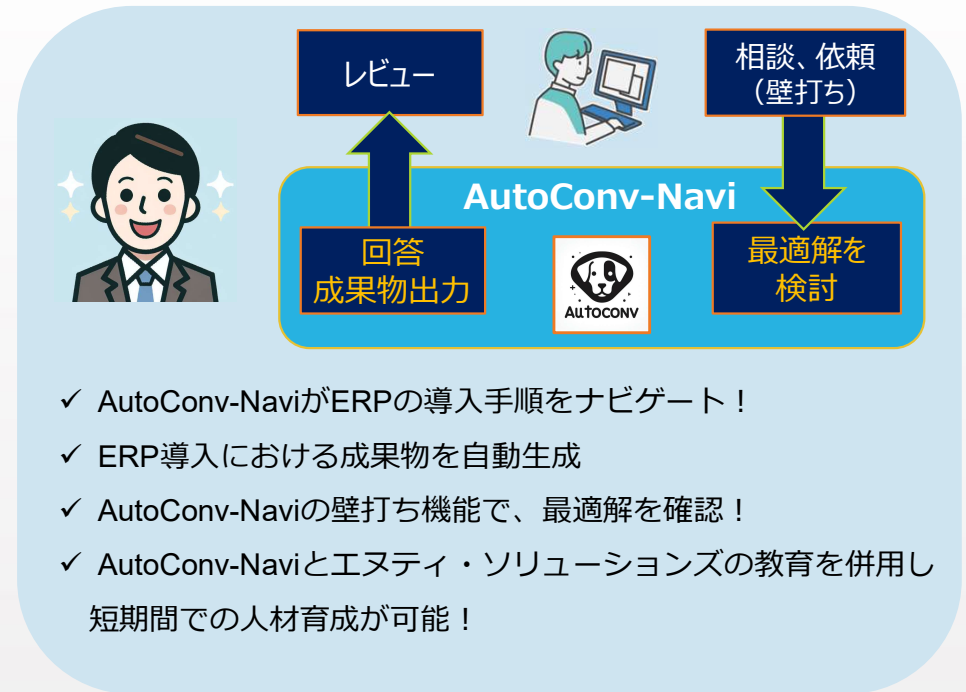 レビュー
相談、依頼
（壁打ち）
AutoConv-Navi
回答
成果物出力
AUTOCONV
最適解を
検討
✓ AutoConv-NaviがERPの導入手順をナビゲート！
✓ ERP導入における成果物を自動生成
✓ AutoConv-Naviの壁打ち機能で、最適解を確認！
✓ AutoConv-Naviとエヌティ・ソリューションズの教育を併用し
短期間での人材育成が可能！